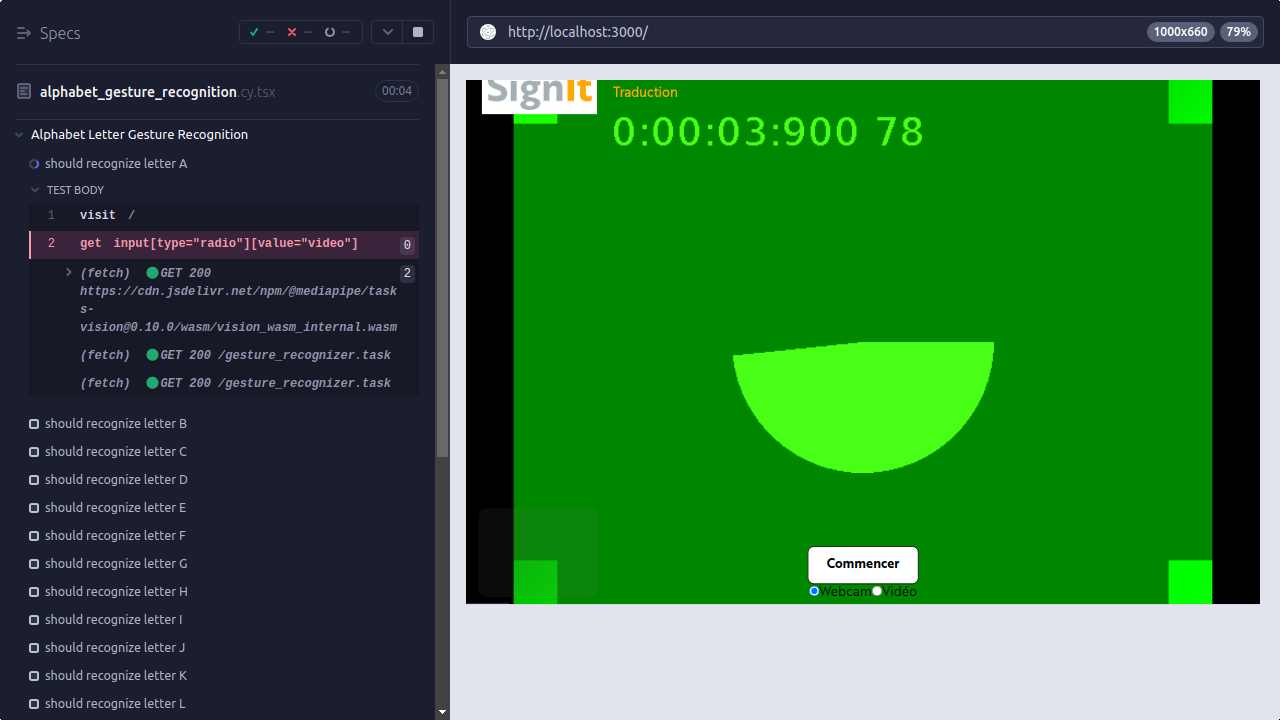 Specs
-- -- --
http://localhost:3000/
1000x660
79%
alphabet_gesture_recognition.cy.tsx
00:04
Alphabet Letter Gesture Recognition
should recognize letter A
TEST BODY
1 visit /
2 get input[type="radio"][value="video"] 0
(fetch) GET 200 2
https://cdn.jsdelivr.net/npm/@mediapipe/task
s-
vision@0.10.0/wasm/vision_wasm_internal.wasm
(fetch) GET 200 /gesture_recognizer.task
(fetch) GET 200 /gesture_recognizer.task
should recognize letter B
should recognize letter C
should recognize letter D
should recognize letter E
should recognize letter F
should recognize letter G
should recognize letter H
should recognize letter I
should recognize letter J
should recognize letter K
should recognize letter L
SignIt
Traduction
0:00:03:900 78
Commencer
Webcam Vidéo